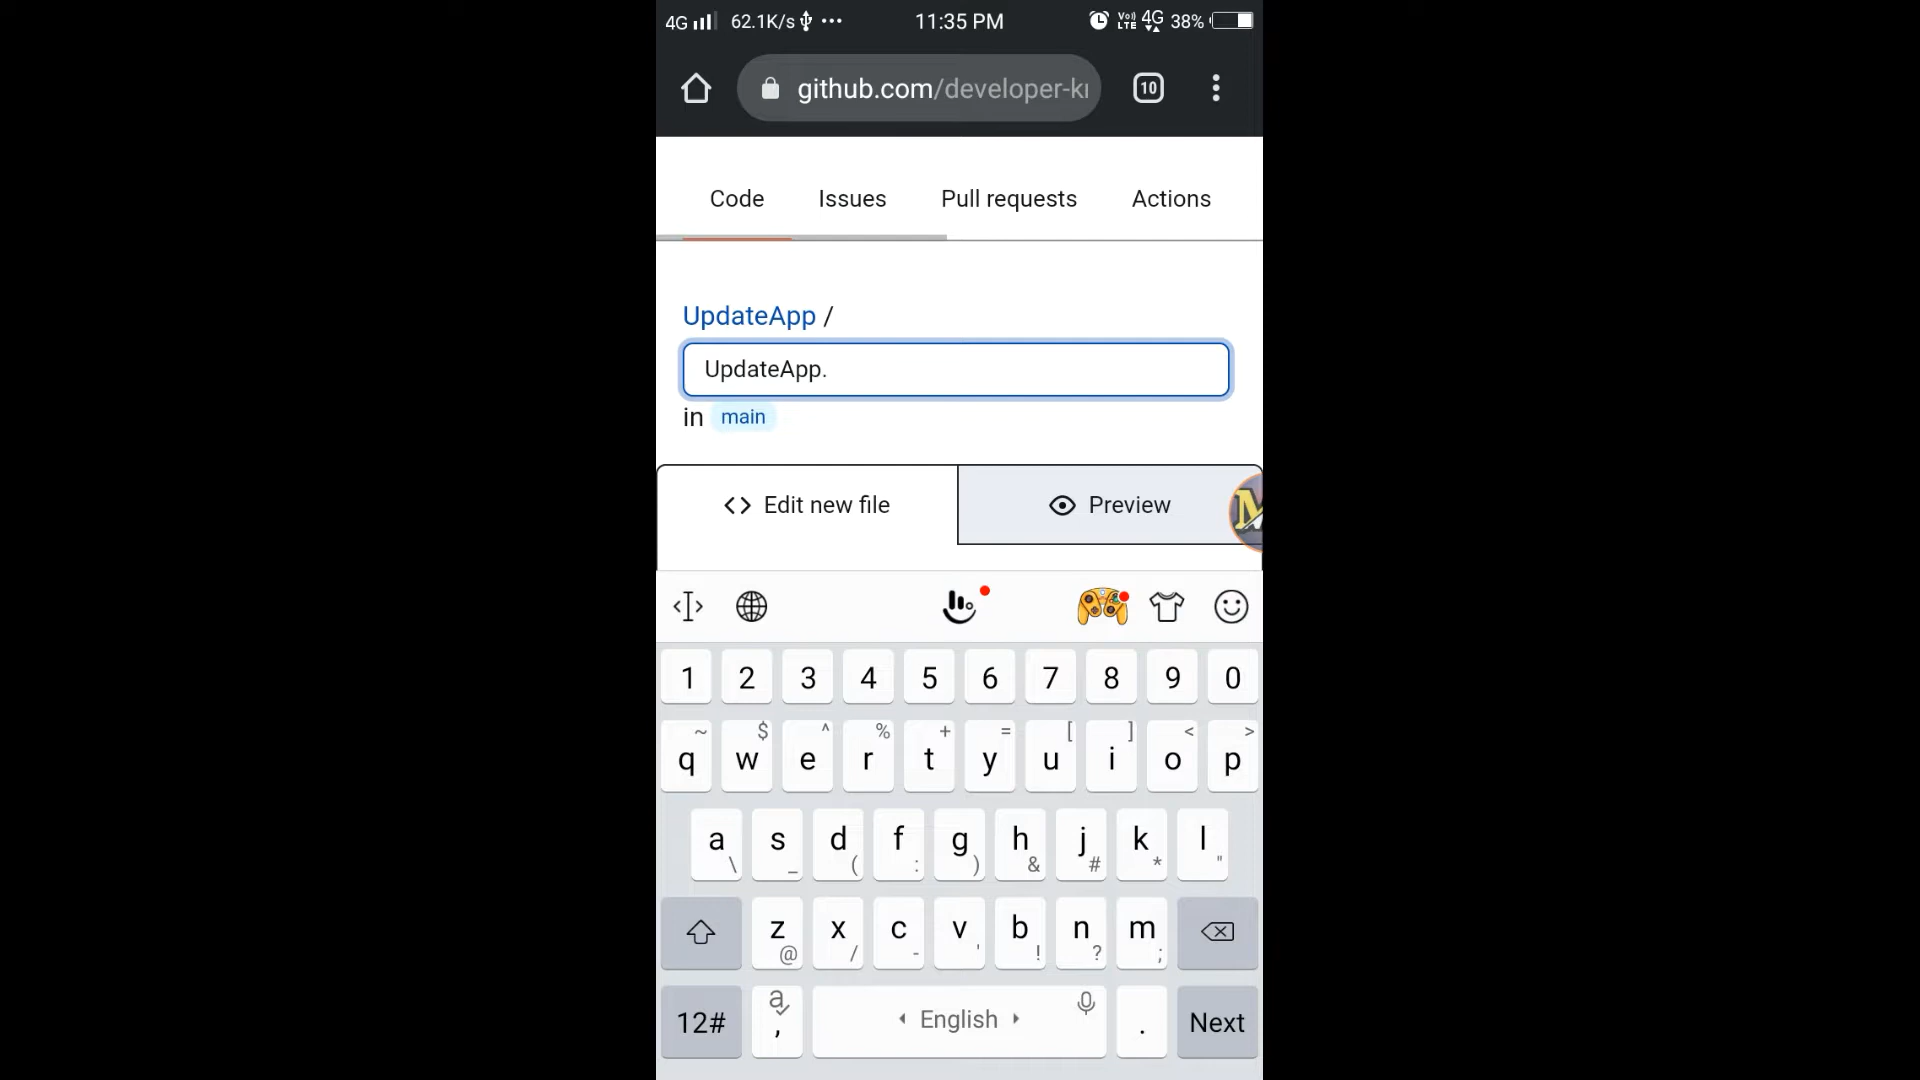 4G 62.1K/s ••• 11:35 PM Vo)) LTE 4G 38%
github.com/developer-k 10
Code Issues Pull requests Actions
UpdateApp /
UpdateApp.
in main
<> Edit new file Preview
1 2 3 4 5 6 7 8 9 0
~ $ ^ % + = [ ] < >
q w e r t y u i o p
a s d f g h j k l
\ _ ( : ) & # * "
z x c v b n m
@ / - ' ! ? ;
12# a , English . Next